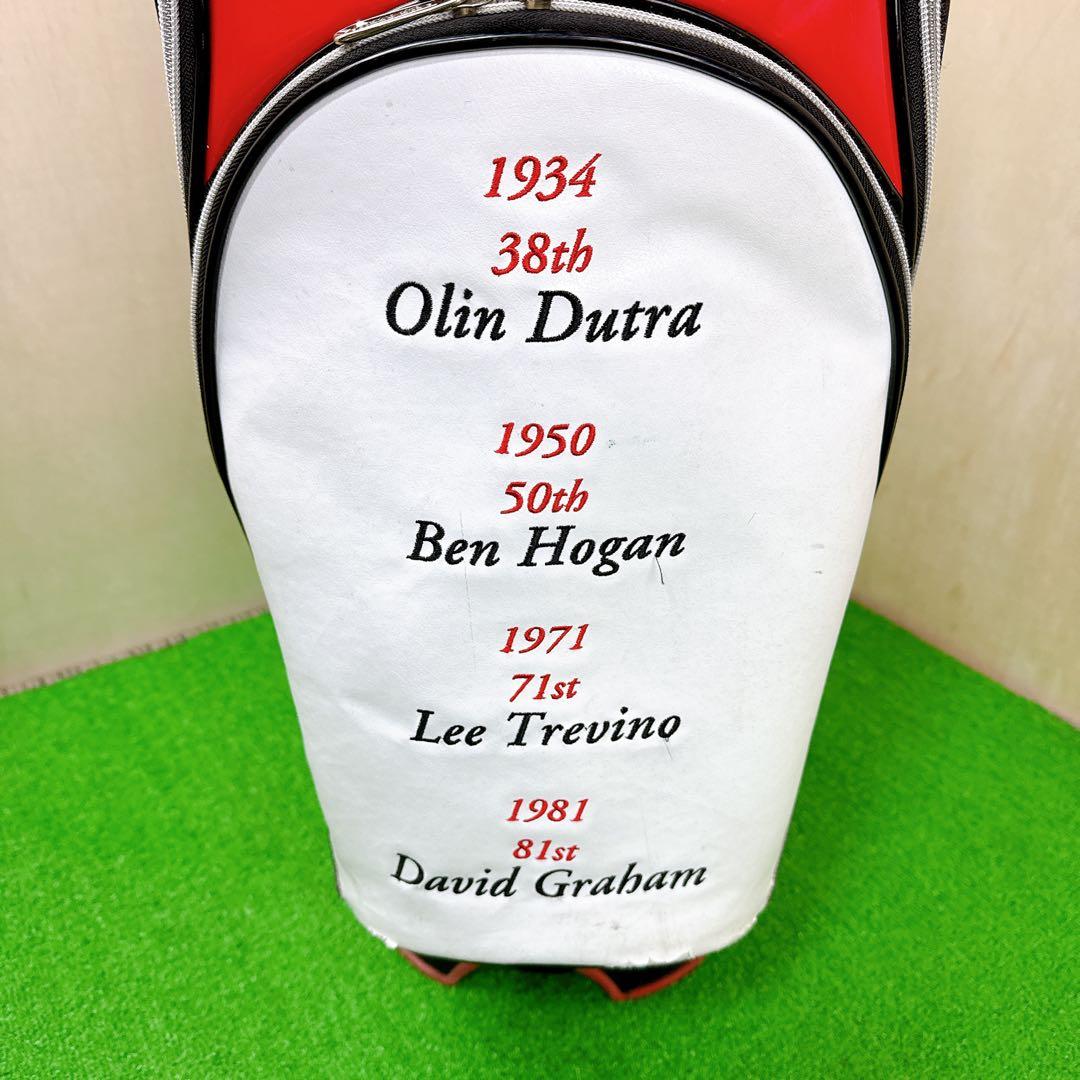 1934
38th
Olin Dutra
1950
50th
Ben Hogan
1971
71st
Lee Trevino
1981
81st
David Graham